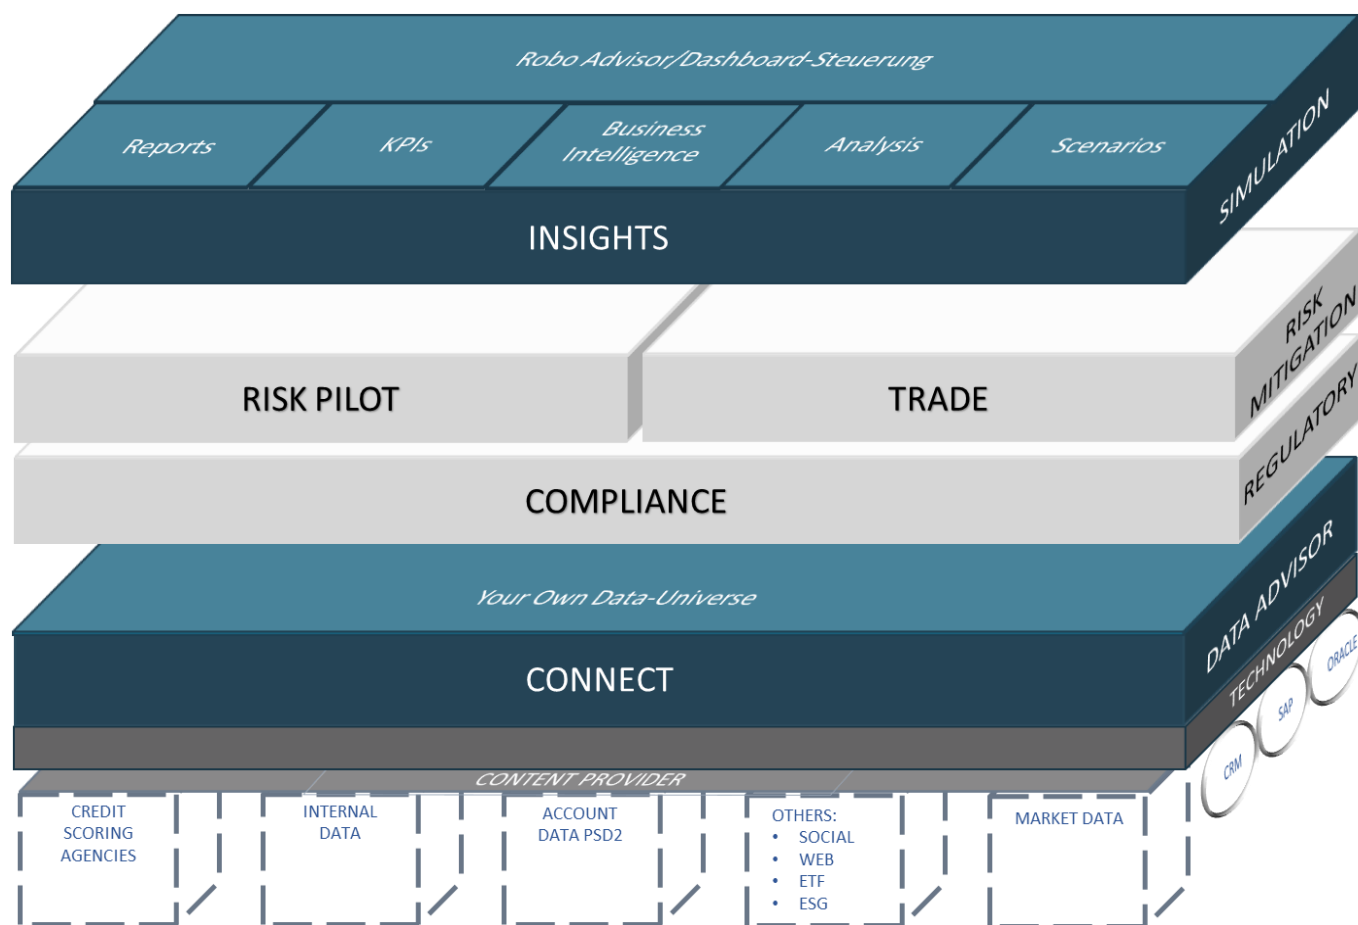 Robo Advisor/Dashboard-Steuerung
Reports
KPIs
Business
Intelligence
Analysis
Scenarios
SIMULATION
INSIGHTS
RISK PILOT
TRADE
RISK
MITIGATION
COMPLIANCE
REGULATORY
Your Own Data-Universe
CONNECT
DATA ADVISOR
TECHNOLOGY
CRM
SAP
ORACLE
CONTENT PROVIDER
CREDIT
SCORING
AGENCIES
INTERNAL
DATA
ACCOUNT
DATA PSD2
OTHERS:
• SOCIAL
• WEB
• ETF
• ESG
MARKET DATA